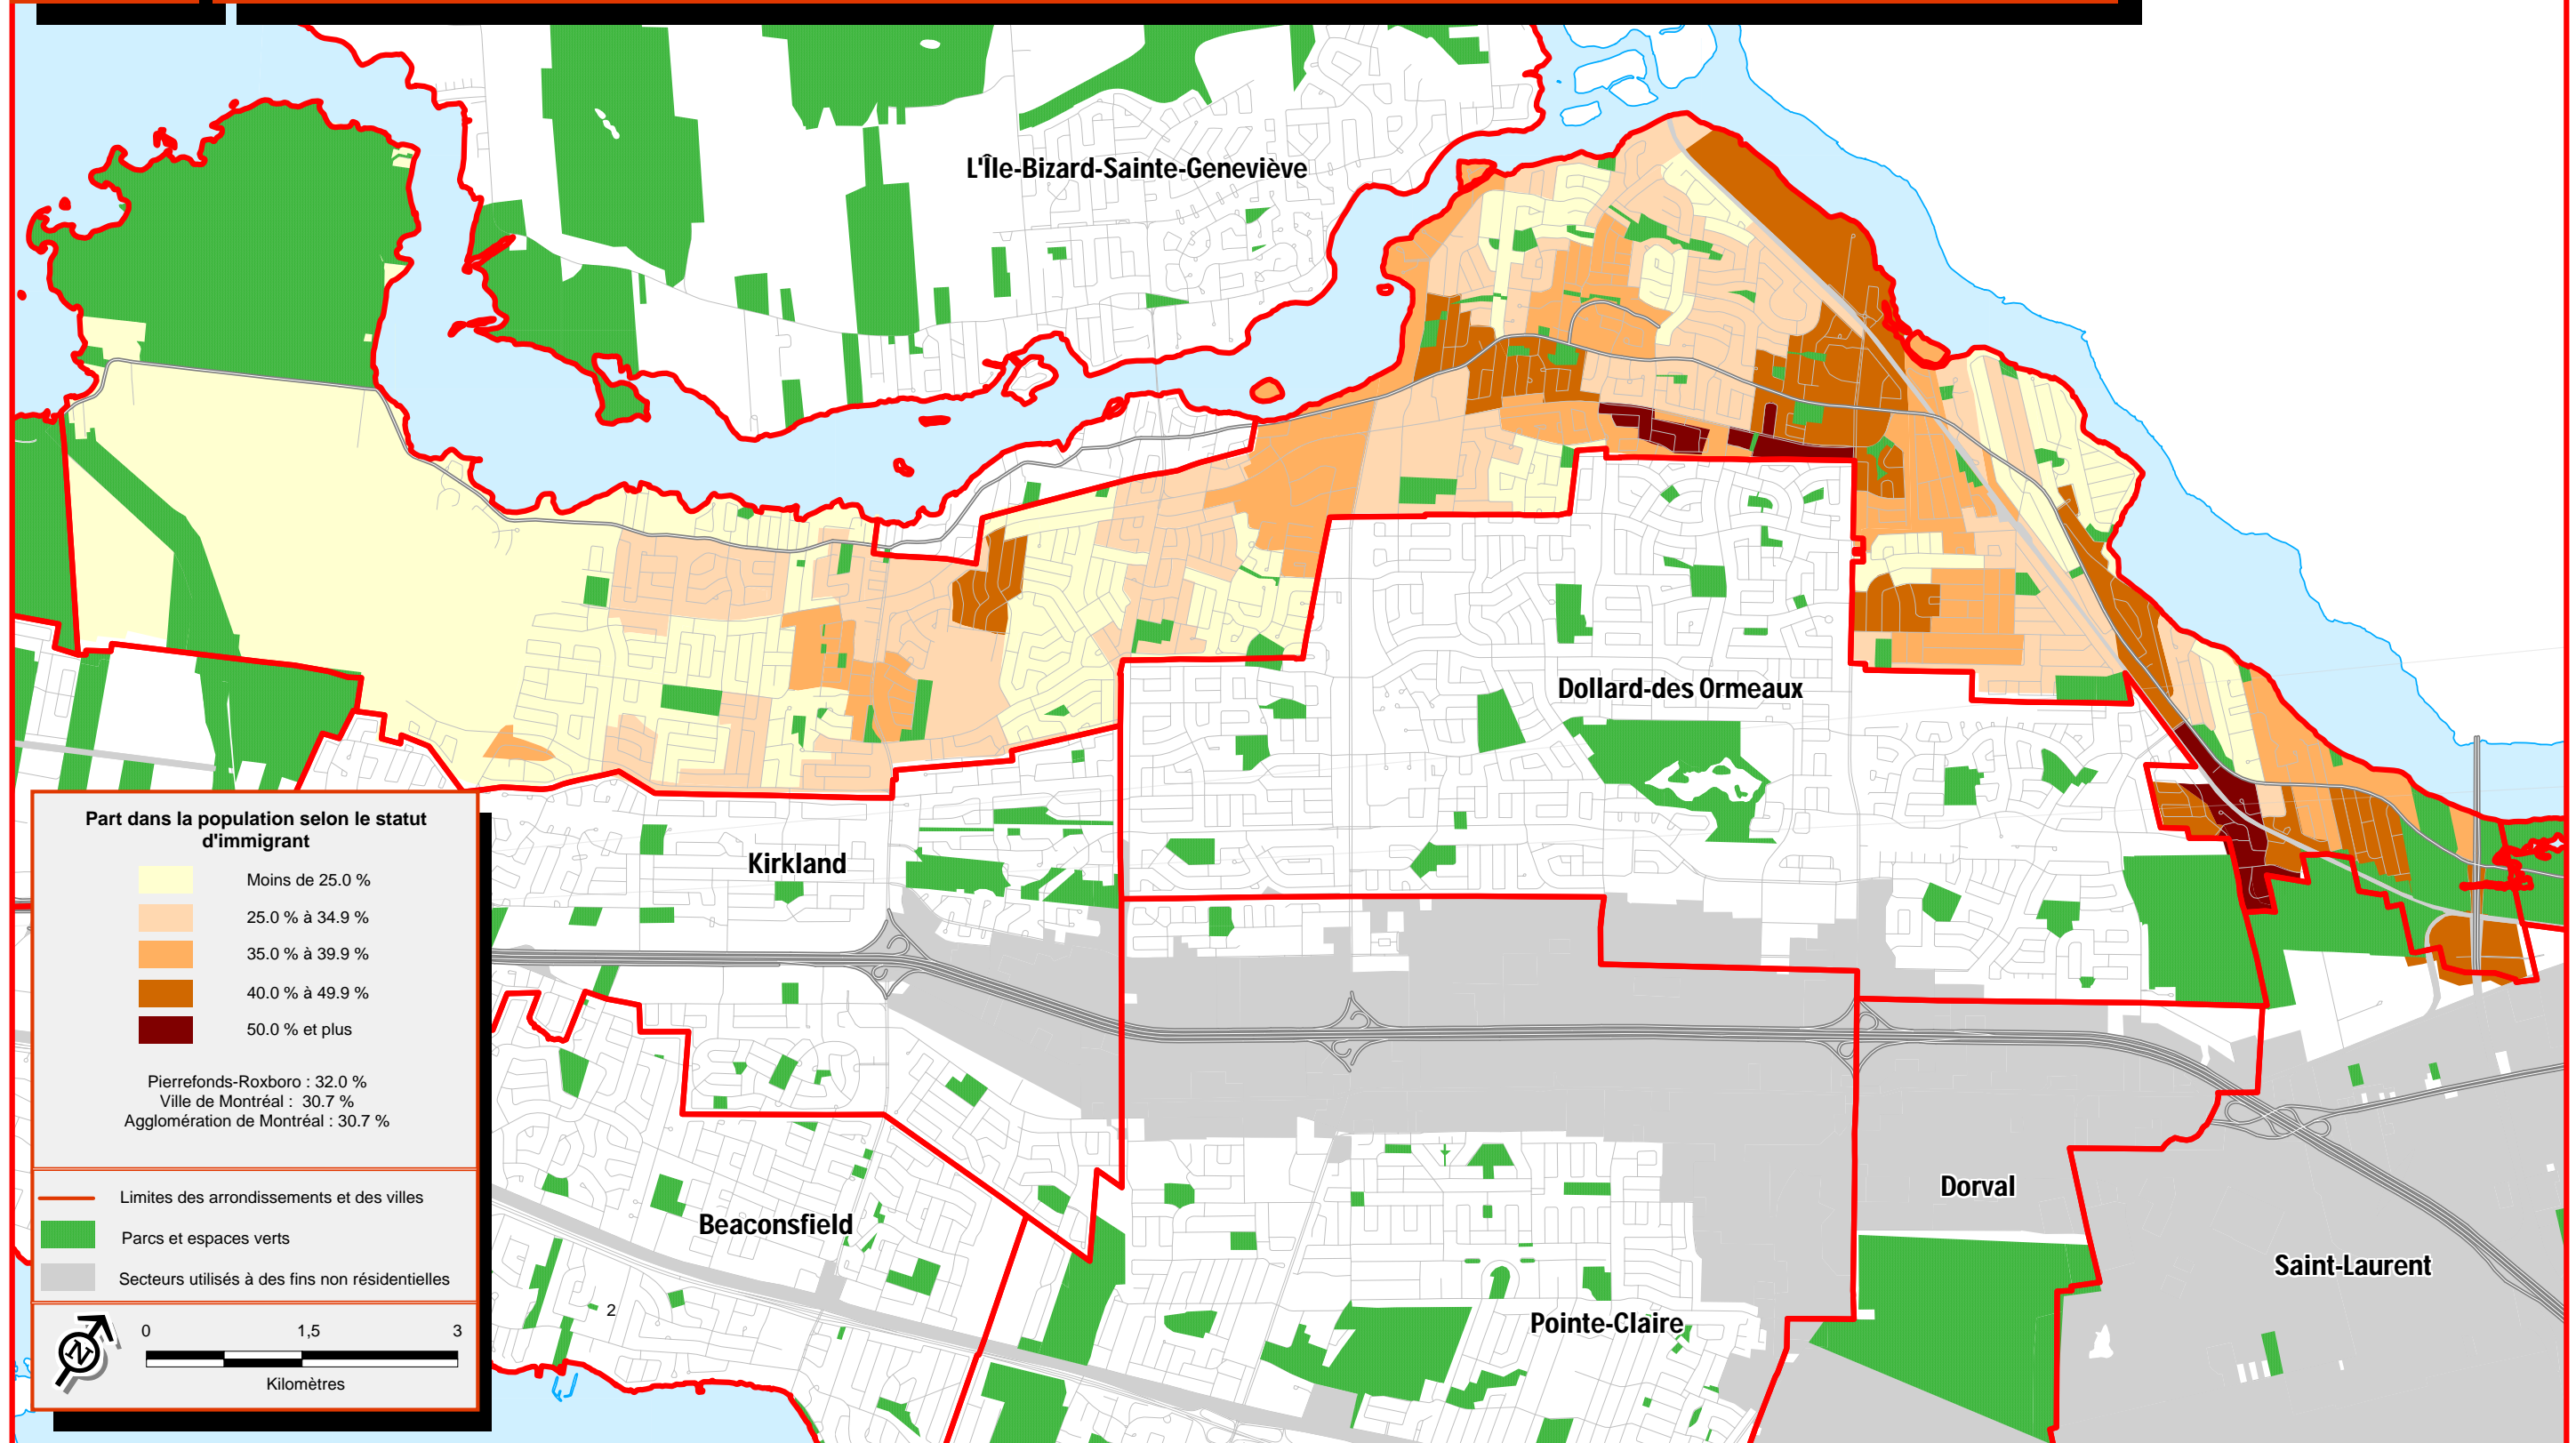 L'Île-Bizard-Sainte-Geneviève
Dollard-des Ormeaux
Kirkland
Beaconsfield
Pointe-Claire
Dorval
Saint-Laurent
2
Part dans la population selon le statut
d'immigrant
Moins de 25.0 %
25.0 % à 34.9 %
35.0 % à 39.9 %
40.0 % à 49.9 %
50.0 % et plus
Pierrefonds-Roxboro : 32.0 %
Ville de Montréal : 30.7 %
Agglomération de Montréal : 30.7 %
Limites des arrondissements et des villes
Parcs et espaces verts
Secteurs utilisés à des fins non résidentielles
N
0 1,5 3
Kilomètres